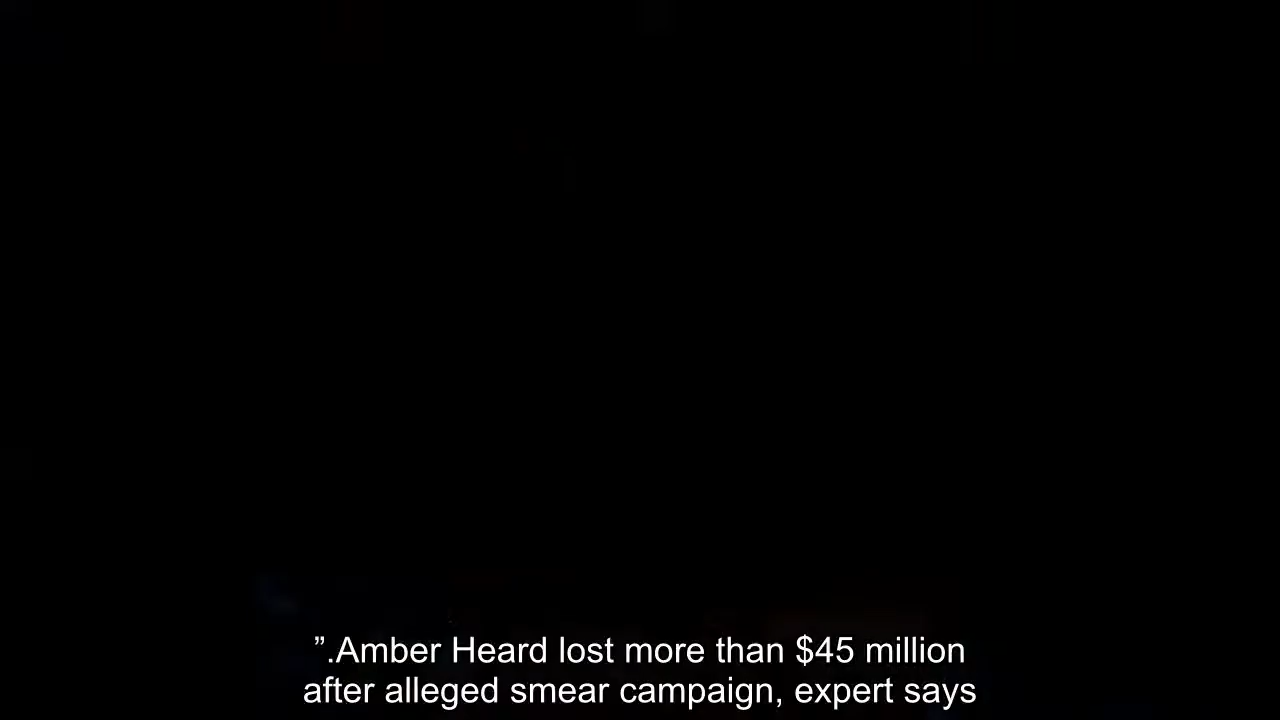 ”.Amber Heard lost more than $45 million
after alleged smear campaign, expert says